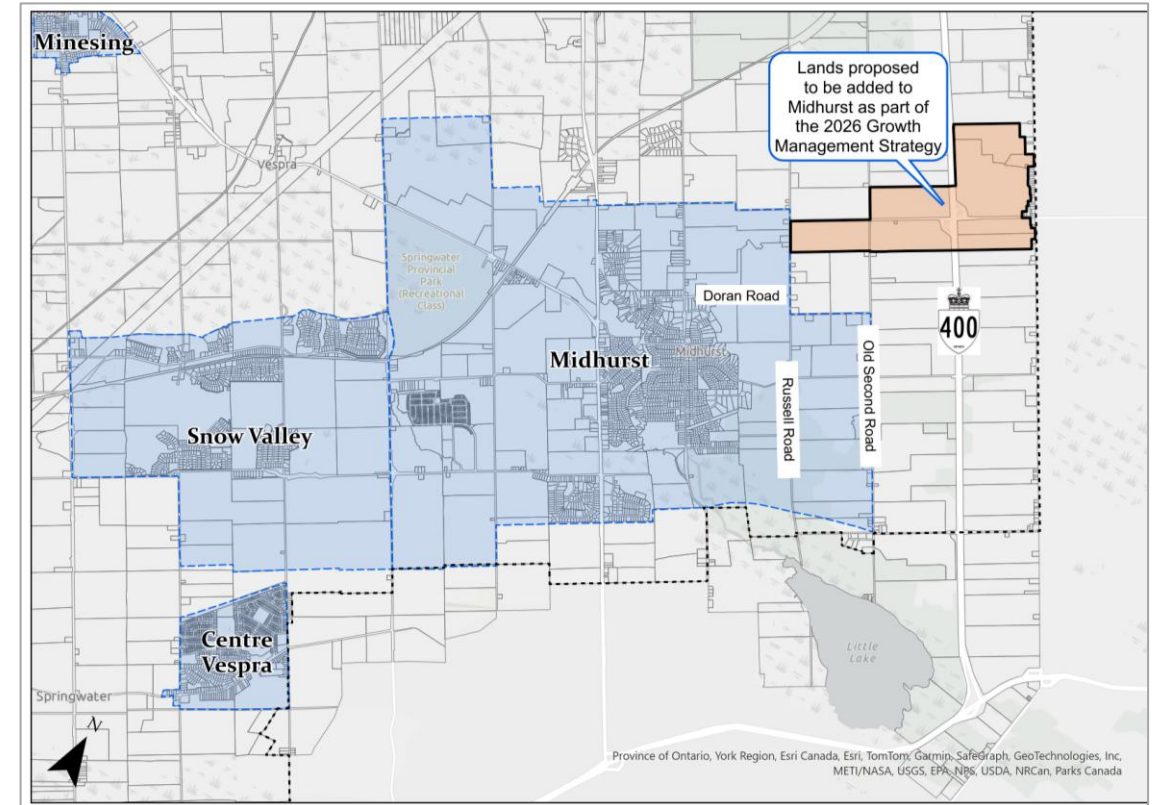 Minesing
Lands proposed
to be added to
Midhurst as part of
the 2026 Growth
Management Strategy
Vespra
Springwater
Provincial
Park
(Recreational
Class)
Doran Road
400
Midhurst
Midhurst
Old Second Road
Russell Road
Snow Valley
Centre
Vespra
Little
Lake
Springwater
N
Province of Ontario, York Region, Esri Canada, Esri, TomTom, Garmin, SafeGraph, GeoTechnologies, Inc,
METI/NASA, USGS, EPA, NPS, USDA, NRCan, Parks Canada